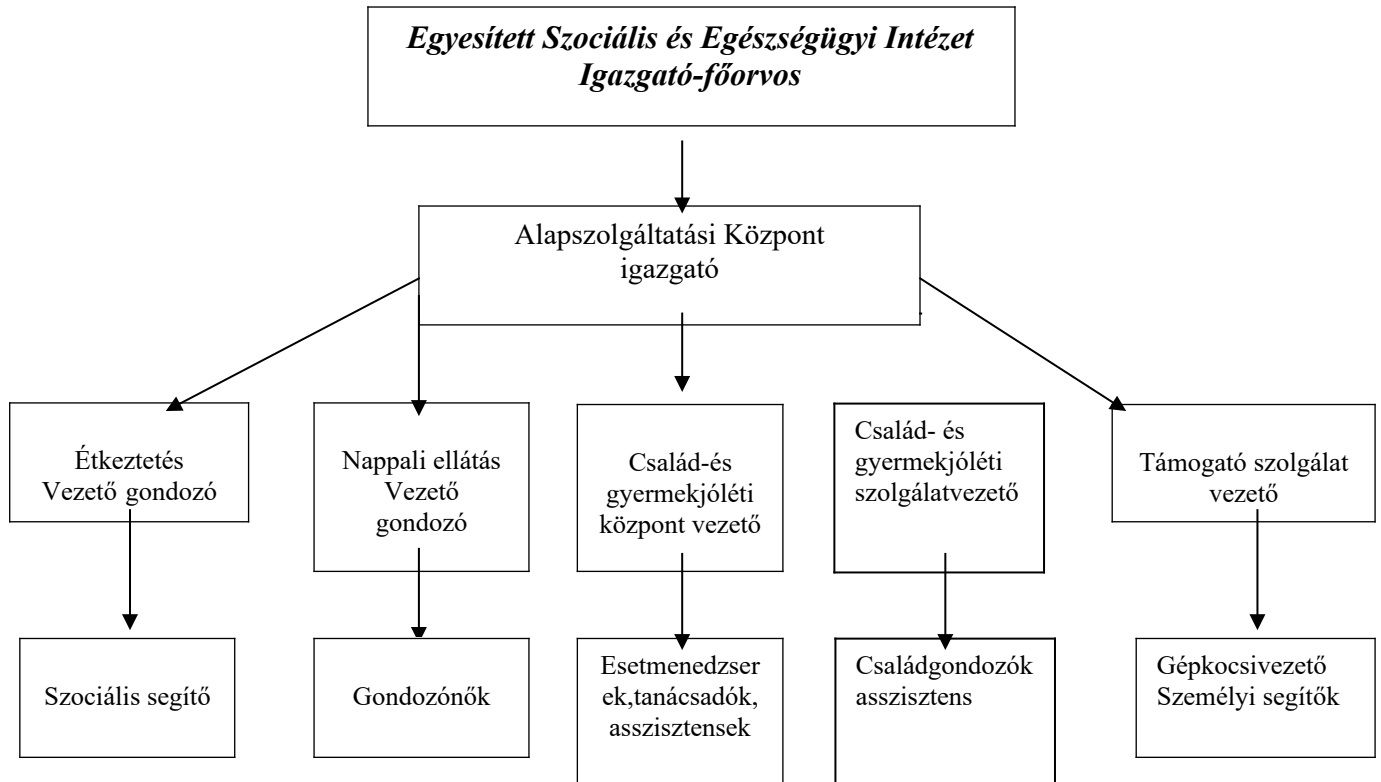 Egyesített Szociális és Egészségügyi Intézet
Igazgató-főorvos
Alapszolgáltatási Központ
igazgató
Étkeztetés
Vezető gondozó
Nappali ellátás
Vezető
gondozó
Család-és
gyermekjóléti
központ vezető
Család- és
gyermekjóléti
szolgálatvezető
Támogató szolgálat
vezető
Szociális segítő
Gondozónők
Esetmenedzser
ek,tanácsadók,
asszisztensek
Családgondozók
asszisztens
Gépkocsivezető
Személyi segítők